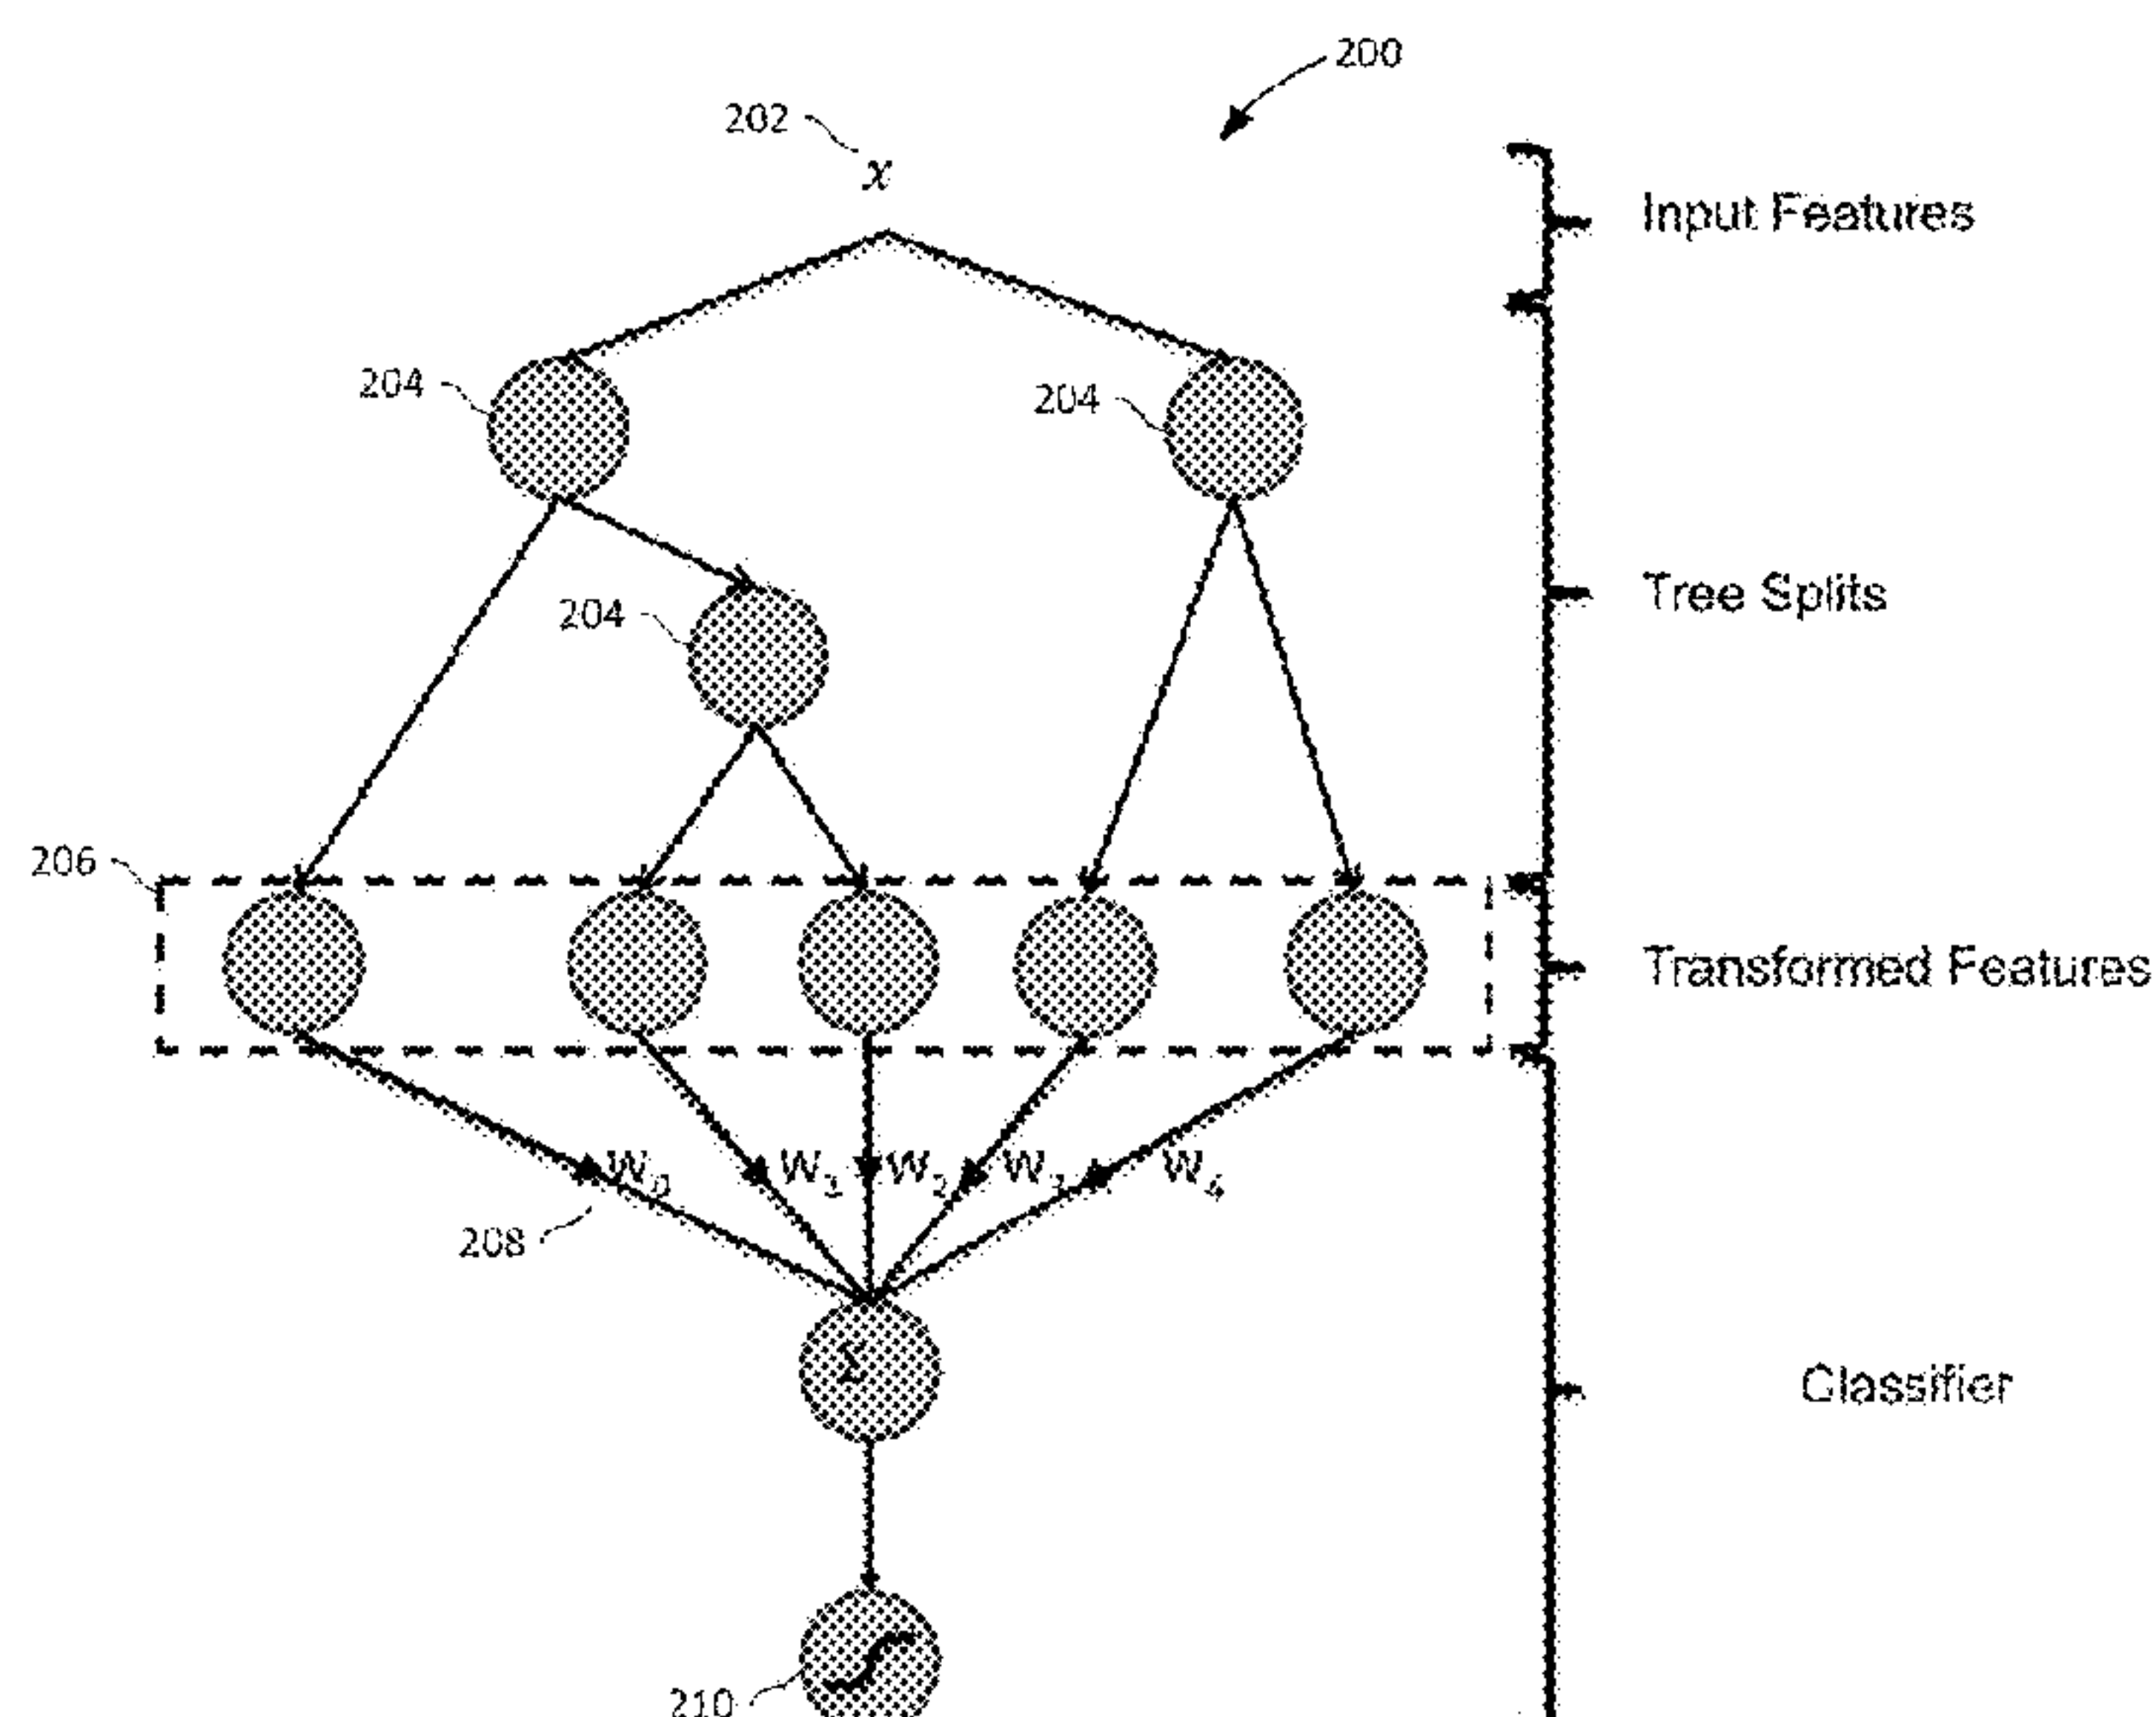 200
202
x
Input Features
204
204
Tree Splits
204
206
Transformed Features
W0 W1 W2 W3 W4
208
Σ
Classifier
210